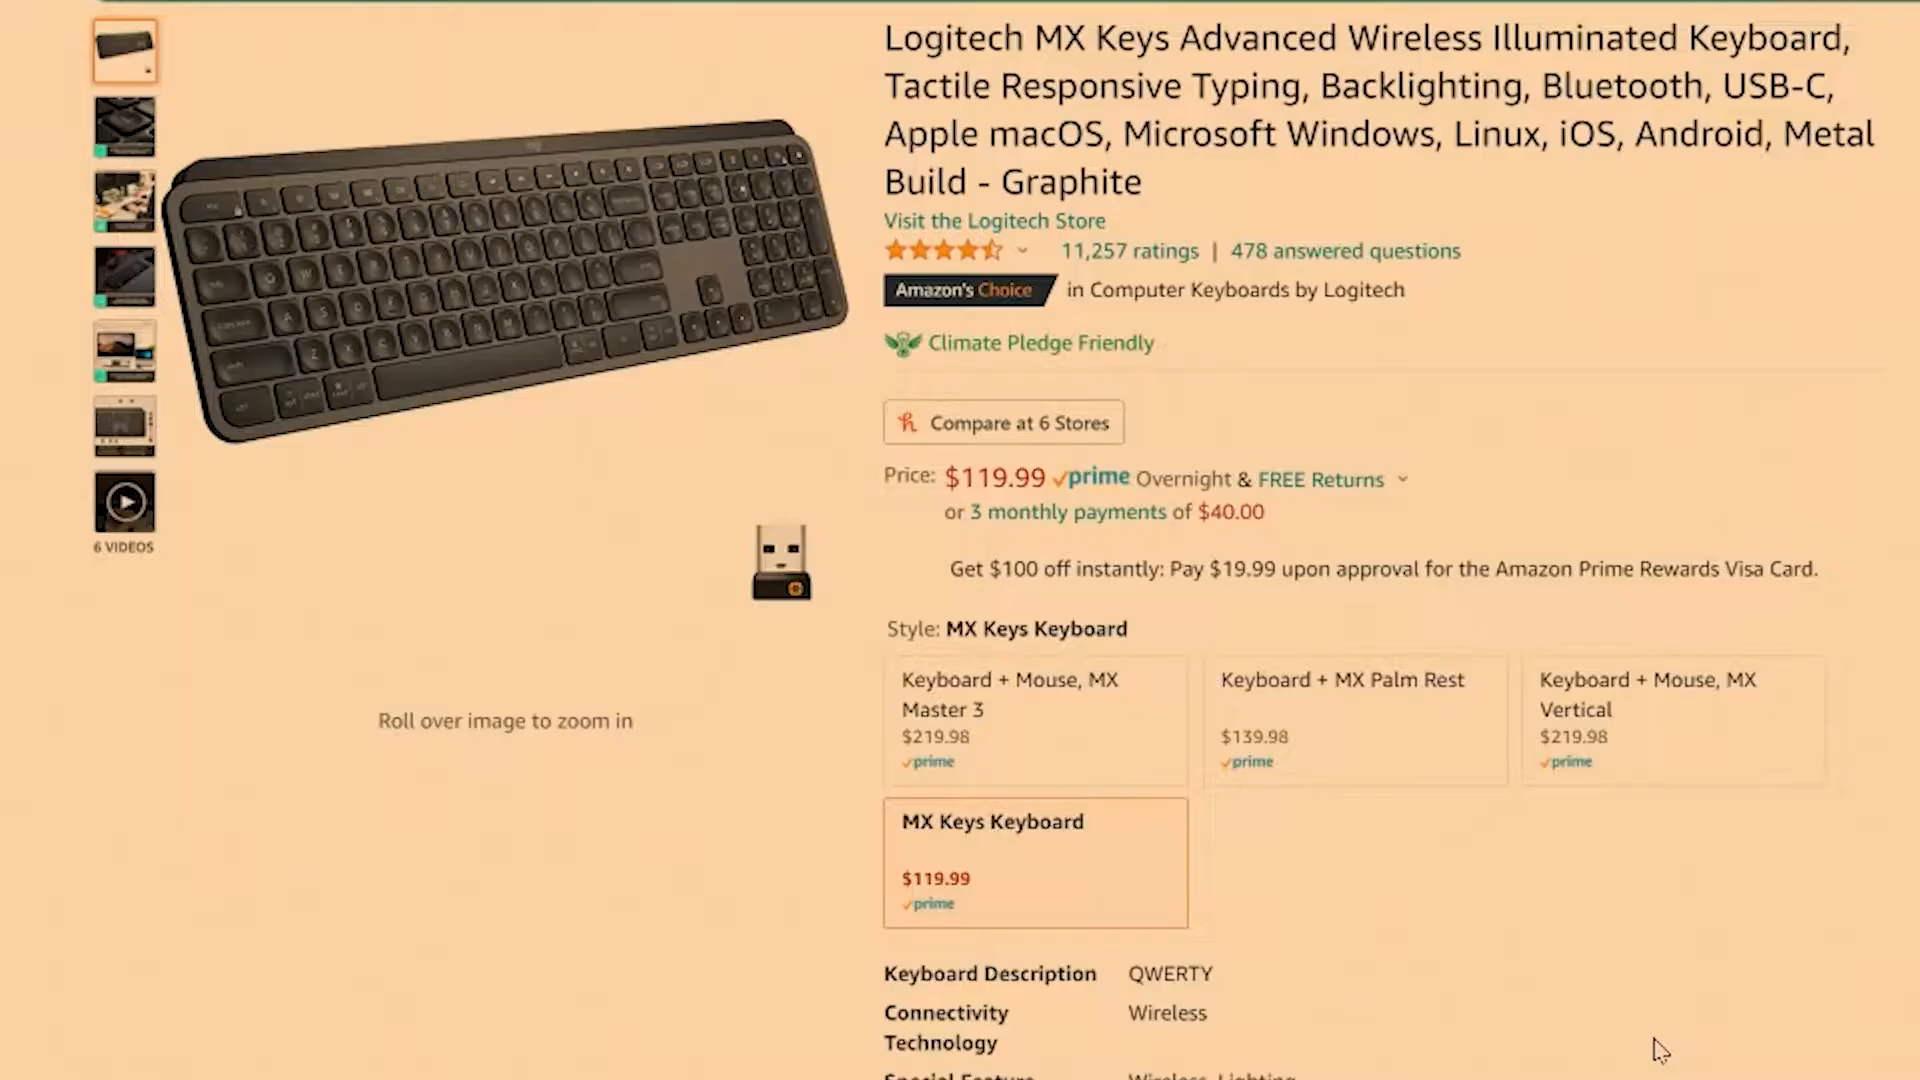 Logitech MX Keys Advanced Wireless Illuminated Keyboard,
Tactile Responsive Typing, Backlighting, Bluetooth, USB-C,
Apple macOS, Microsoft Windows, Linux, iOS, Android, Metal
Build - Graphite
Visit the Logitech Store
11,257 ratings | 478 answered questions
Amazon's Choice in Computer Keyboards by Logitech
Climate Pledge Friendly
Compare at 6 Stores
Price: $119.99 prime Overnight & FREE Returns
or 3 monthly payments of $40.00
6 VIDEOS
Get $100 off instantly: Pay $19.99 upon approval for the Amazon Prime Rewards Visa Card.
Style: MX Keys Keyboard
Keyboard + Mouse, MX
Master 3
$219.98
prime
Keyboard + MX Palm Rest
$139.98
prime
Keyboard + Mouse, MX
Vertical
$219.98
prime
Roll over image to zoom in
MX Keys Keyboard
$119.99
prime
Keyboard Description QWERTY
Connectivity
Technology
Wireless
Special Feature Wireless, Lighting